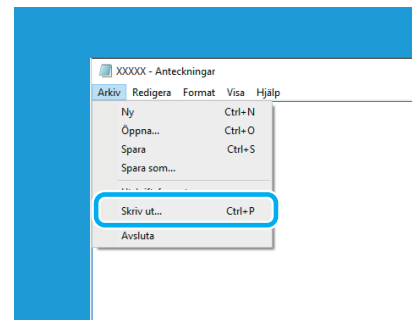 XXXXX - Anteckningar
Arkiv Redigera Format Visa Hjälp
Ny Ctrl+N
Öppna... Ctrl+O
Spara Ctrl+S
Spara som...
Skriv ut... Ctrl+P
Avsluta